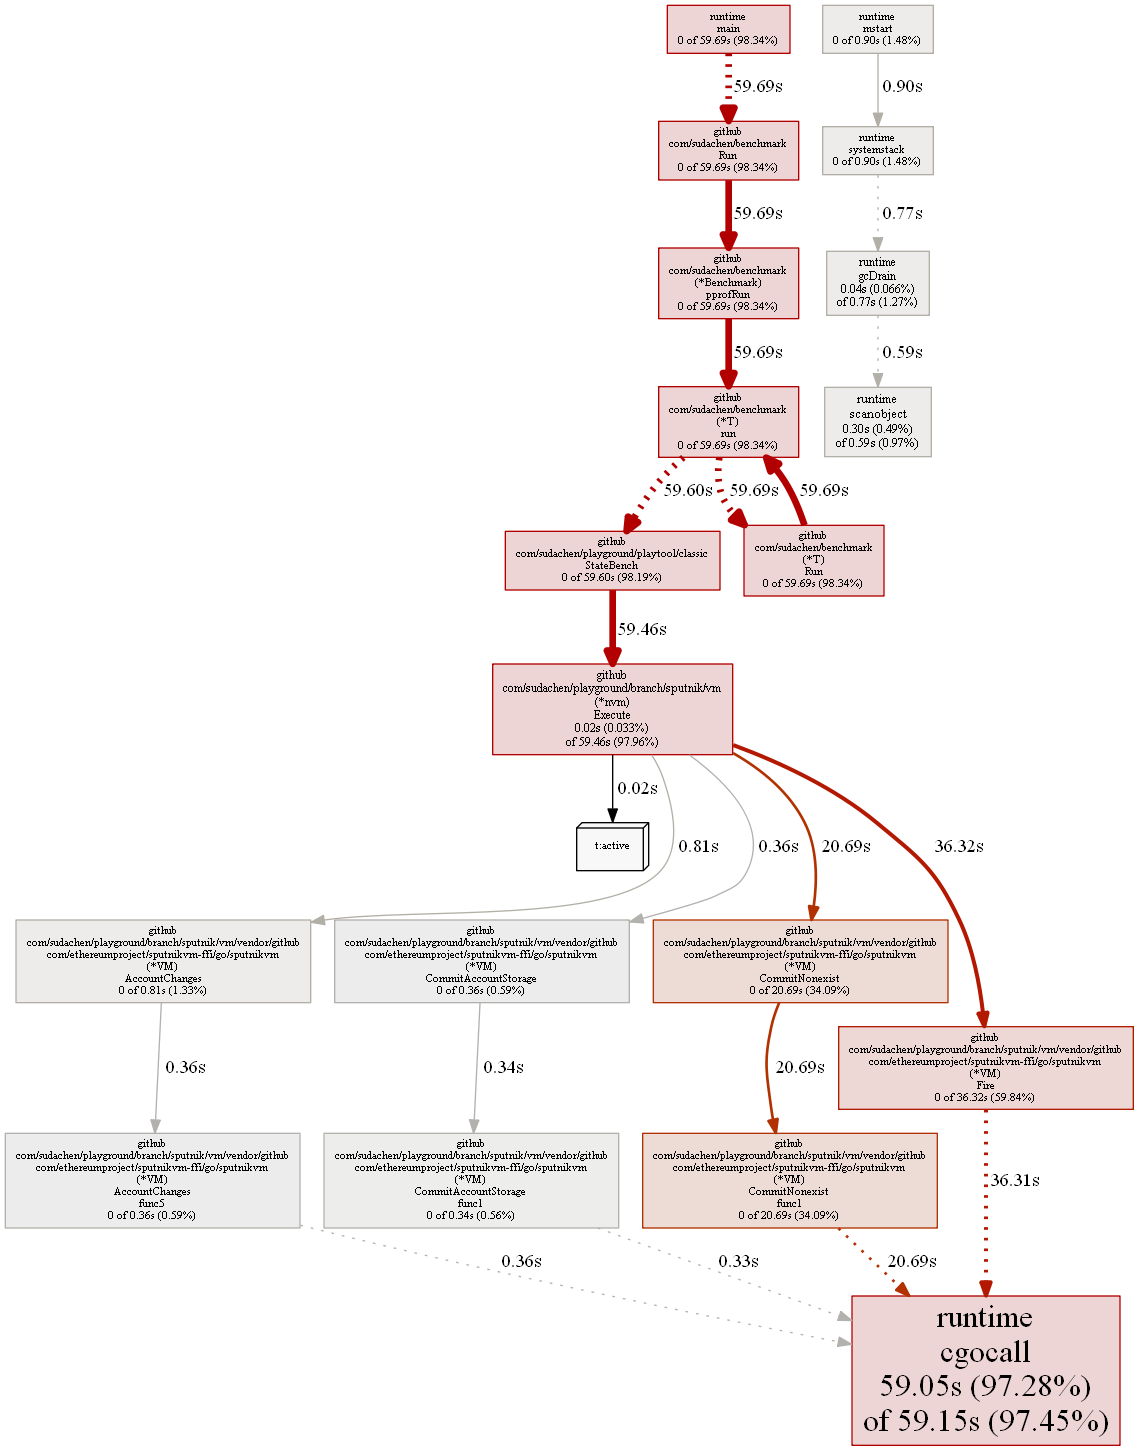 runtime
main
0 of 59.69s (98.34%)
runtime
mstart
0 of 0.90s (1.48%)
59.69s
0.90s
github
com/sudachen/benchmark
Run
0 of 59.69s (98.34%)
runtime
systemstack
0 of 0.90s (1.48%)
59.69s
0.77s
github
com/sudachen/benchmark
(*Benchmark)
pprofRun
0 of 59.69s (98.34%)
runtime
gcDrain
0.04s (0.066%)
of 0.77s (1.27%)
59.69s
0.59s
github
com/sudachen/benchmark
(*T)
run
0 of 59.69s (98.34%)
runtime
scanobject
0.30s (0.49%)
of 0.59s (0.97%)
59.60s
59.69s
59.69s
github
com/sudachen/playground/playtool/classic
StateBench
0 of 59.60s (98.19%)
github
com/sudachen/benchmark
(*T)
Run
0 of 59.69s (98.34%)
59.46s
github
com/sudachen/playground/branch/sputnik/vm
(*nvm)
Execute
0.02s (0.033%)
of 59.46s (97.96%)
0.02s
t:active
0.81s
0.36s
20.69s
36.32s
github
com/sudachen/playground/branch/sputnik/vm/vendor/github
com/ethereumproject/sputnikvm-ffi/go/sputnikvm
(*VM)
AccountChanges
0 of 0.81s (1.33%)
github
com/sudachen/playground/branch/sputnik/vm/vendor/github
com/ethereumproject/sputnikvm-ffi/go/sputnikvm
(*VM)
CommitAccountStorage
0 of 0.36s (0.59%)
github
com/sudachen/playground/branch/sputnik/vm/vendor/github
com/ethereumproject/sputnikvm-ffi/go/sputnikvm
(*VM)
CommitNonexist
0 of 20.69s (34.09%)
github
com/sudachen/playground/branch/sputnik/vm/vendor/github
com/ethereumproject/sputnikvm-ffi/go/sputnikvm
(*VM)
Fire
0 of 36.32s (59.84%)
0.36s
0.34s
20.69s
github
com/sudachen/playground/branch/sputnik/vm/vendor/github
com/ethereumproject/sputnikvm-ffi/go/sputnikvm
(*VM)
AccountChanges
func5
0 of 0.36s (0.59%)
github
com/sudachen/playground/branch/sputnik/vm/vendor/github
com/ethereumproject/sputnikvm-ffi/go/sputnikvm
(*VM)
CommitAccountStorage
func1
0 of 0.34s (0.56%)
github
com/sudachen/playground/branch/sputnik/vm/vendor/github
com/ethereumproject/sputnikvm-ffi/go/sputnikvm
(*VM)
CommitNonexist
func1
0 of 20.69s (34.09%)
36.31s
0.36s
0.33s
20.69s
runtime
cgocall
59.05s (97.28%)
of 59.15s (97.45%)